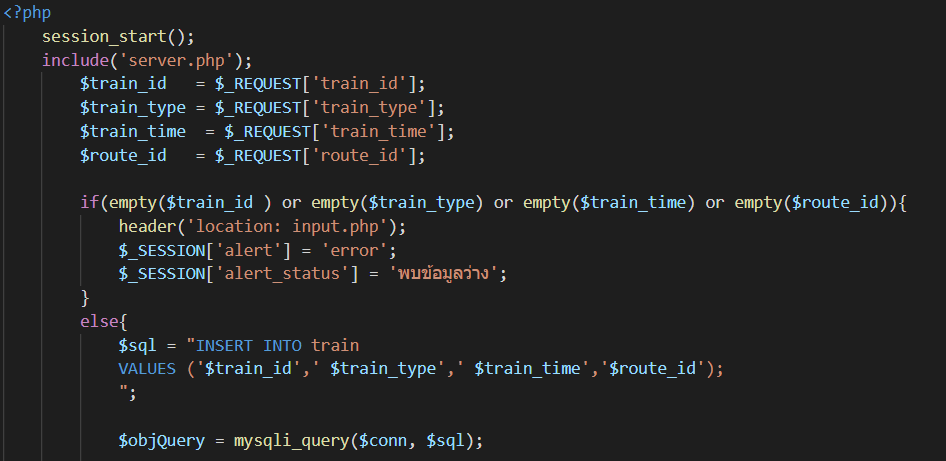 <?php
    session_start();
    include('server.php');
        $train_id   = $_REQUEST['train_id'];
        $train_type = $_REQUEST['train_type'];
        $train_time  = $_REQUEST['train_time'];
        $route_id   = $_REQUEST['route_id'];

        if(empty($train_id ) or empty($train_type) or empty($train_time) or empty($route_id)){
            header('location: input.php');
            $_SESSION['alert'] = 'error';
            $_SESSION['alert_status'] = 'พบข้อมูลว่าง';
        }
        else{
            $sql = "INSERT INTO train
            VALUES ('$train_id',' $train_type',' $train_time','$route_id');
            ";

            $objQuery = mysqli_query($conn, $sql);